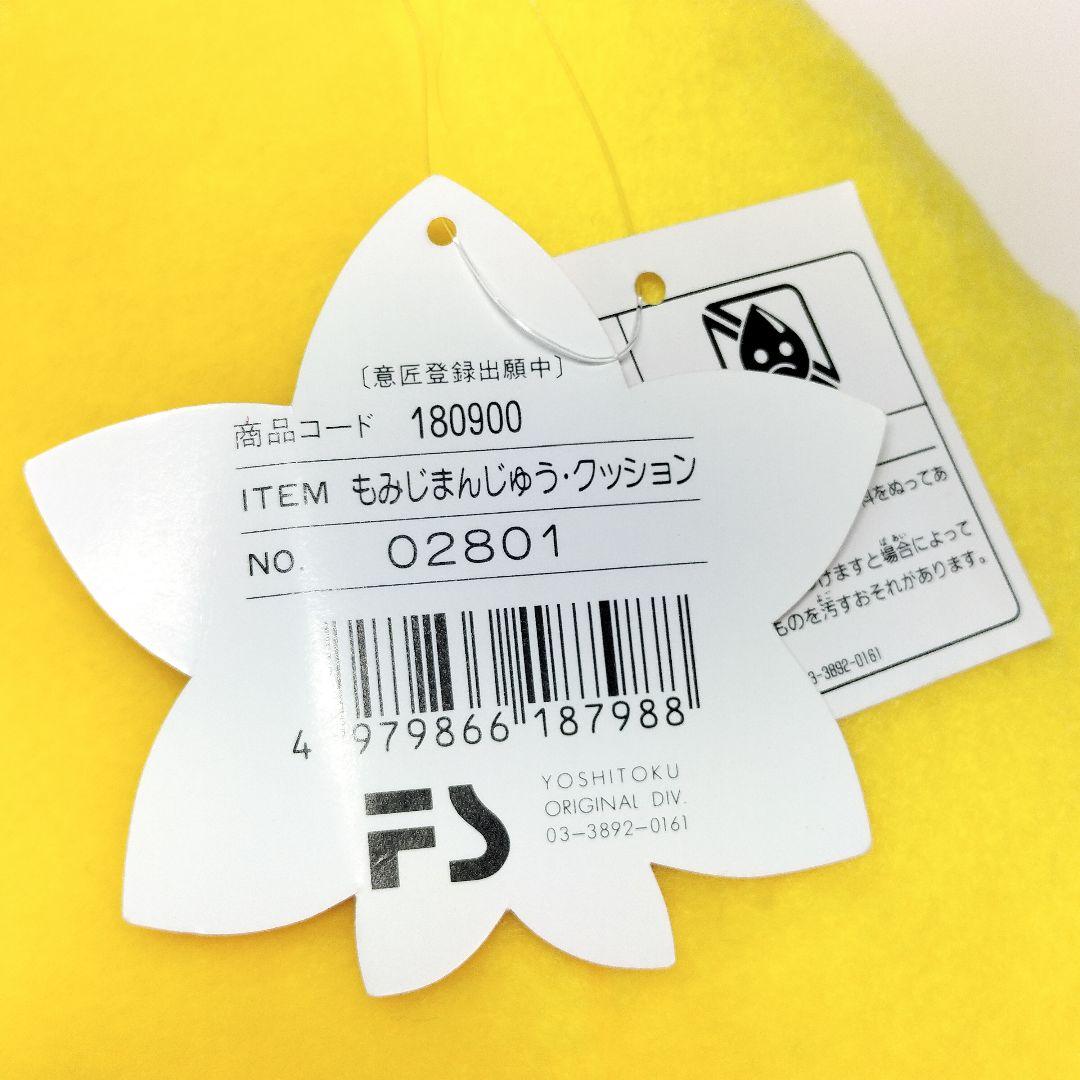 〔意匠登録出願中〕
商品コード 180900
ITEM もみじまんじゅう・クッション
NO. 02801
4 979866 187988
FS
YOSHITOKU
ORIGINAL DIV.
03-3892-0161
をぬってあ
けますと場合によって
ものを汚すおそれがあります。
3-3892-0161